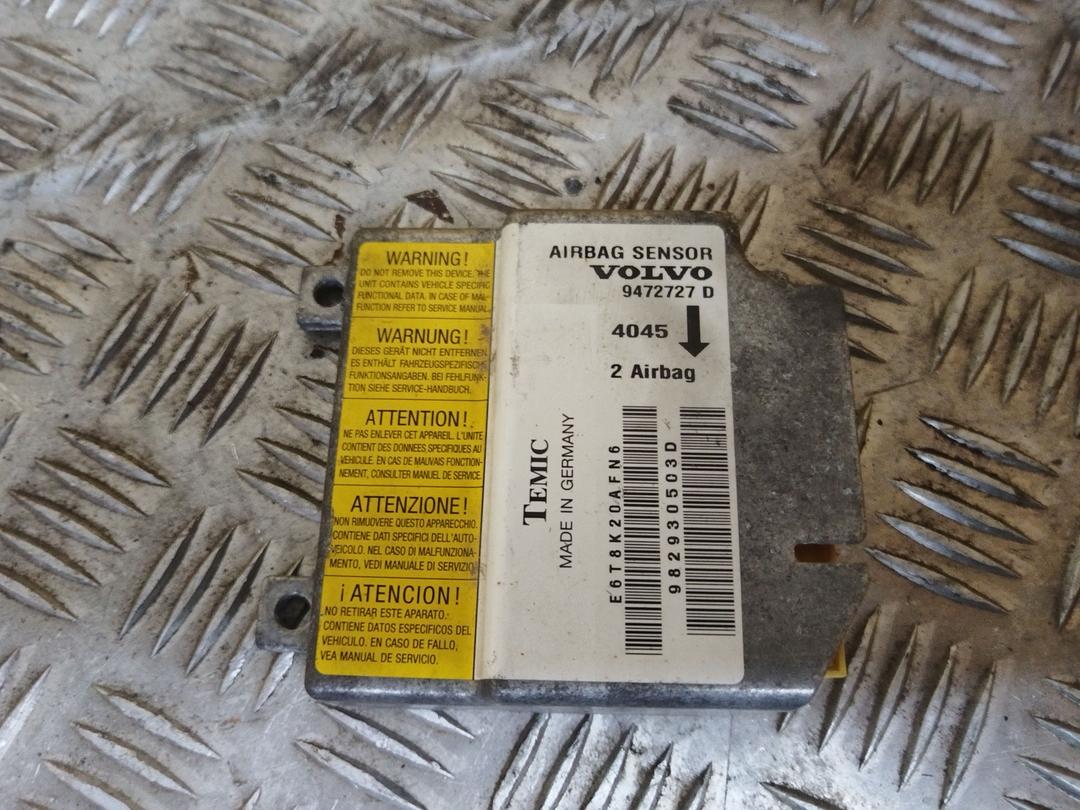 WARNING!
DO NOT REMOVE THIS DEVICE. THE
UNIT CONTAINS VEHICLE SPECIFIC
FUNCTIONAL DATA. IN CASE OF MAL-
FUNCTION REFER TO SERVICE MANUAL.
WARNUNG!
DIESES GERÄT NICHT ENTFERNEN.
ES ENTHÄLT FAHRZEUGSPEZIFISCHE
FUNKTIONSANGABEN. BEI FEHLFUNK-
TION SIEHE SERVICE-HANDBUCH.
ATTENTION!
NE PAS ENLEVER CET APPAREIL. L'UNITE
CONTIENT DES DONNEES SPECIFIQUES AU
VEHICULE. EN CAS DE MAUVAIS FONCTION-
NEMENT, CONSULTER MANUEL DE SERVICE.
ATTENZIONE!
NON RIMUOVERE QUESTO APPARECCHIO.
CONTIENE DATI SPECIFICI DELL'AUTO-
VEICOLO. NEL CASO DI MALFUNZIONA-
MENTO, VEDI MANUALE DI SERVIZIO.
¡ATENCION!
NO RETIRAR ESTE APARATO.
CONTIENE DATOS ESPECIFICOS DEL
VEHICULO. EN CASO DE FALLO,
VEA MANUAL DE SERVICIO.
AIRBAG SENSOR
VOLVO
9472727 D
4045
2 Airbag
TEMIC
MADE IN GERMANY
E6T8K20AFN6
982930503D